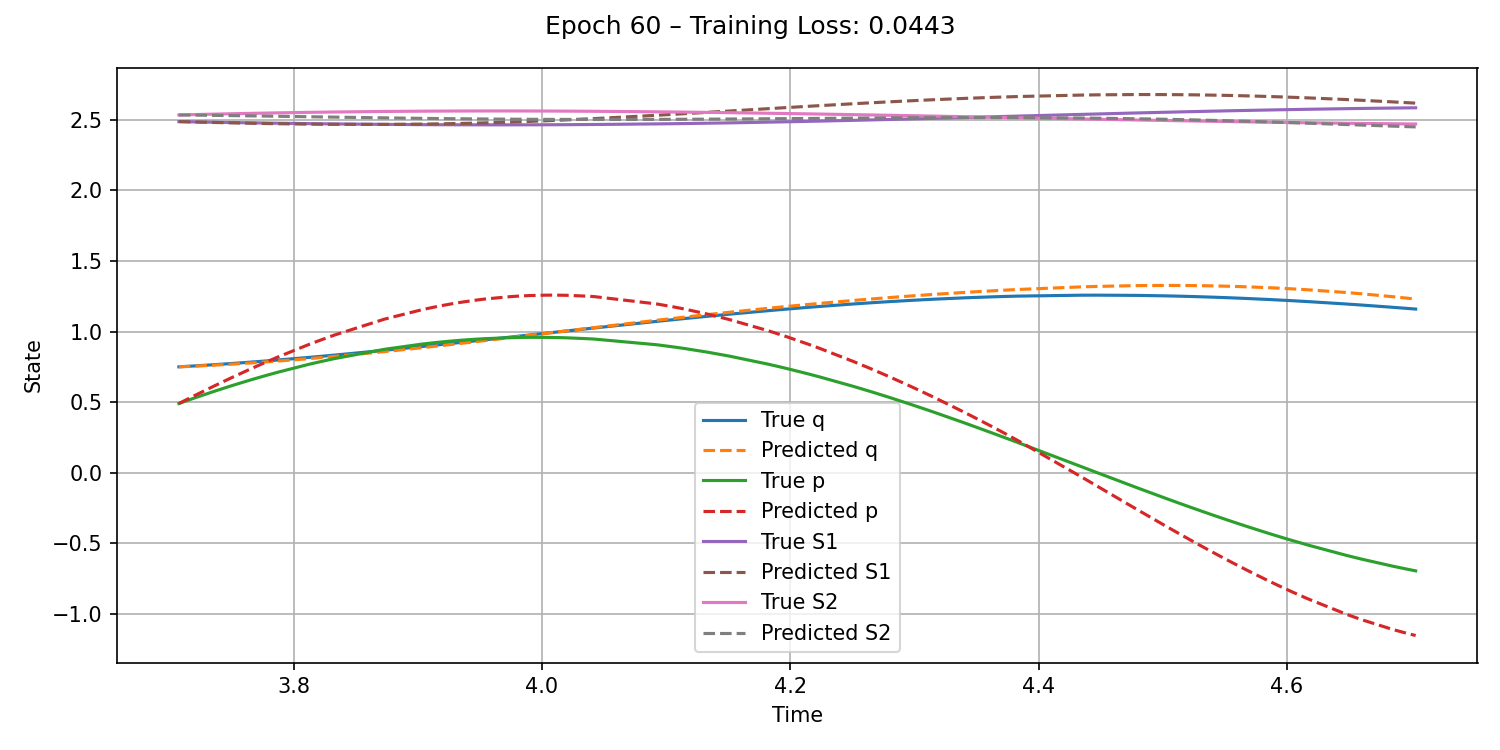 Epoch 60 – Training Loss: 0.0443
2.5
2.0
1.5
1.0
0.5
0.0
−0.5
−1.0
State
True q
Predicted q
True p
Predicted p
True S1
Predicted S1
True S2
Predicted S2
3.8 4.0 4.2 4.4 4.6
Time